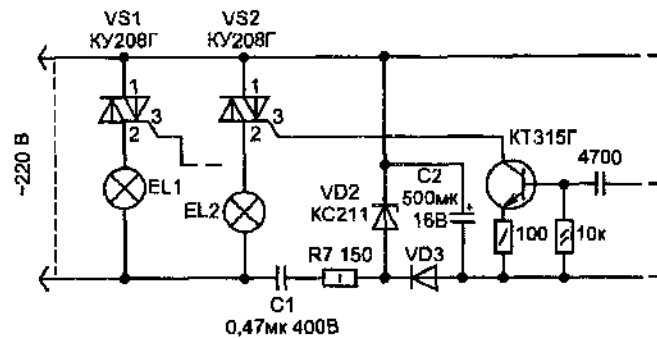 VS1
КУ208Г
VS2
КУ208Г
1
2
3
1
2
3
~220 В
EL1
EL2
КТ315Г
4700
VD2
КС211
C2
500мк
16В
+
100
10к
R7 150
VD3
C1
0,47мк 400В